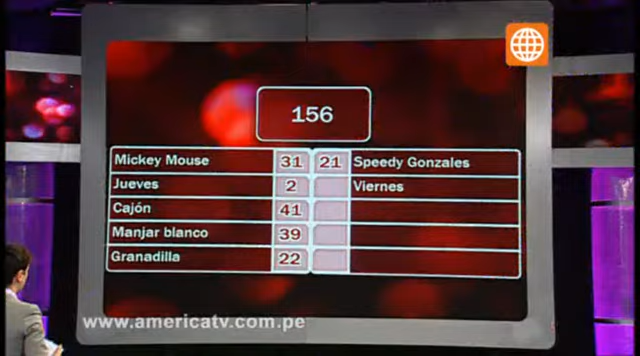 156
Mickey Mouse 31 21 Speedy Gonzales
Jueves 2 Viernes
Cajón 41
Manjar blanco 39
Granadilla 22
www.americatv.com.pe